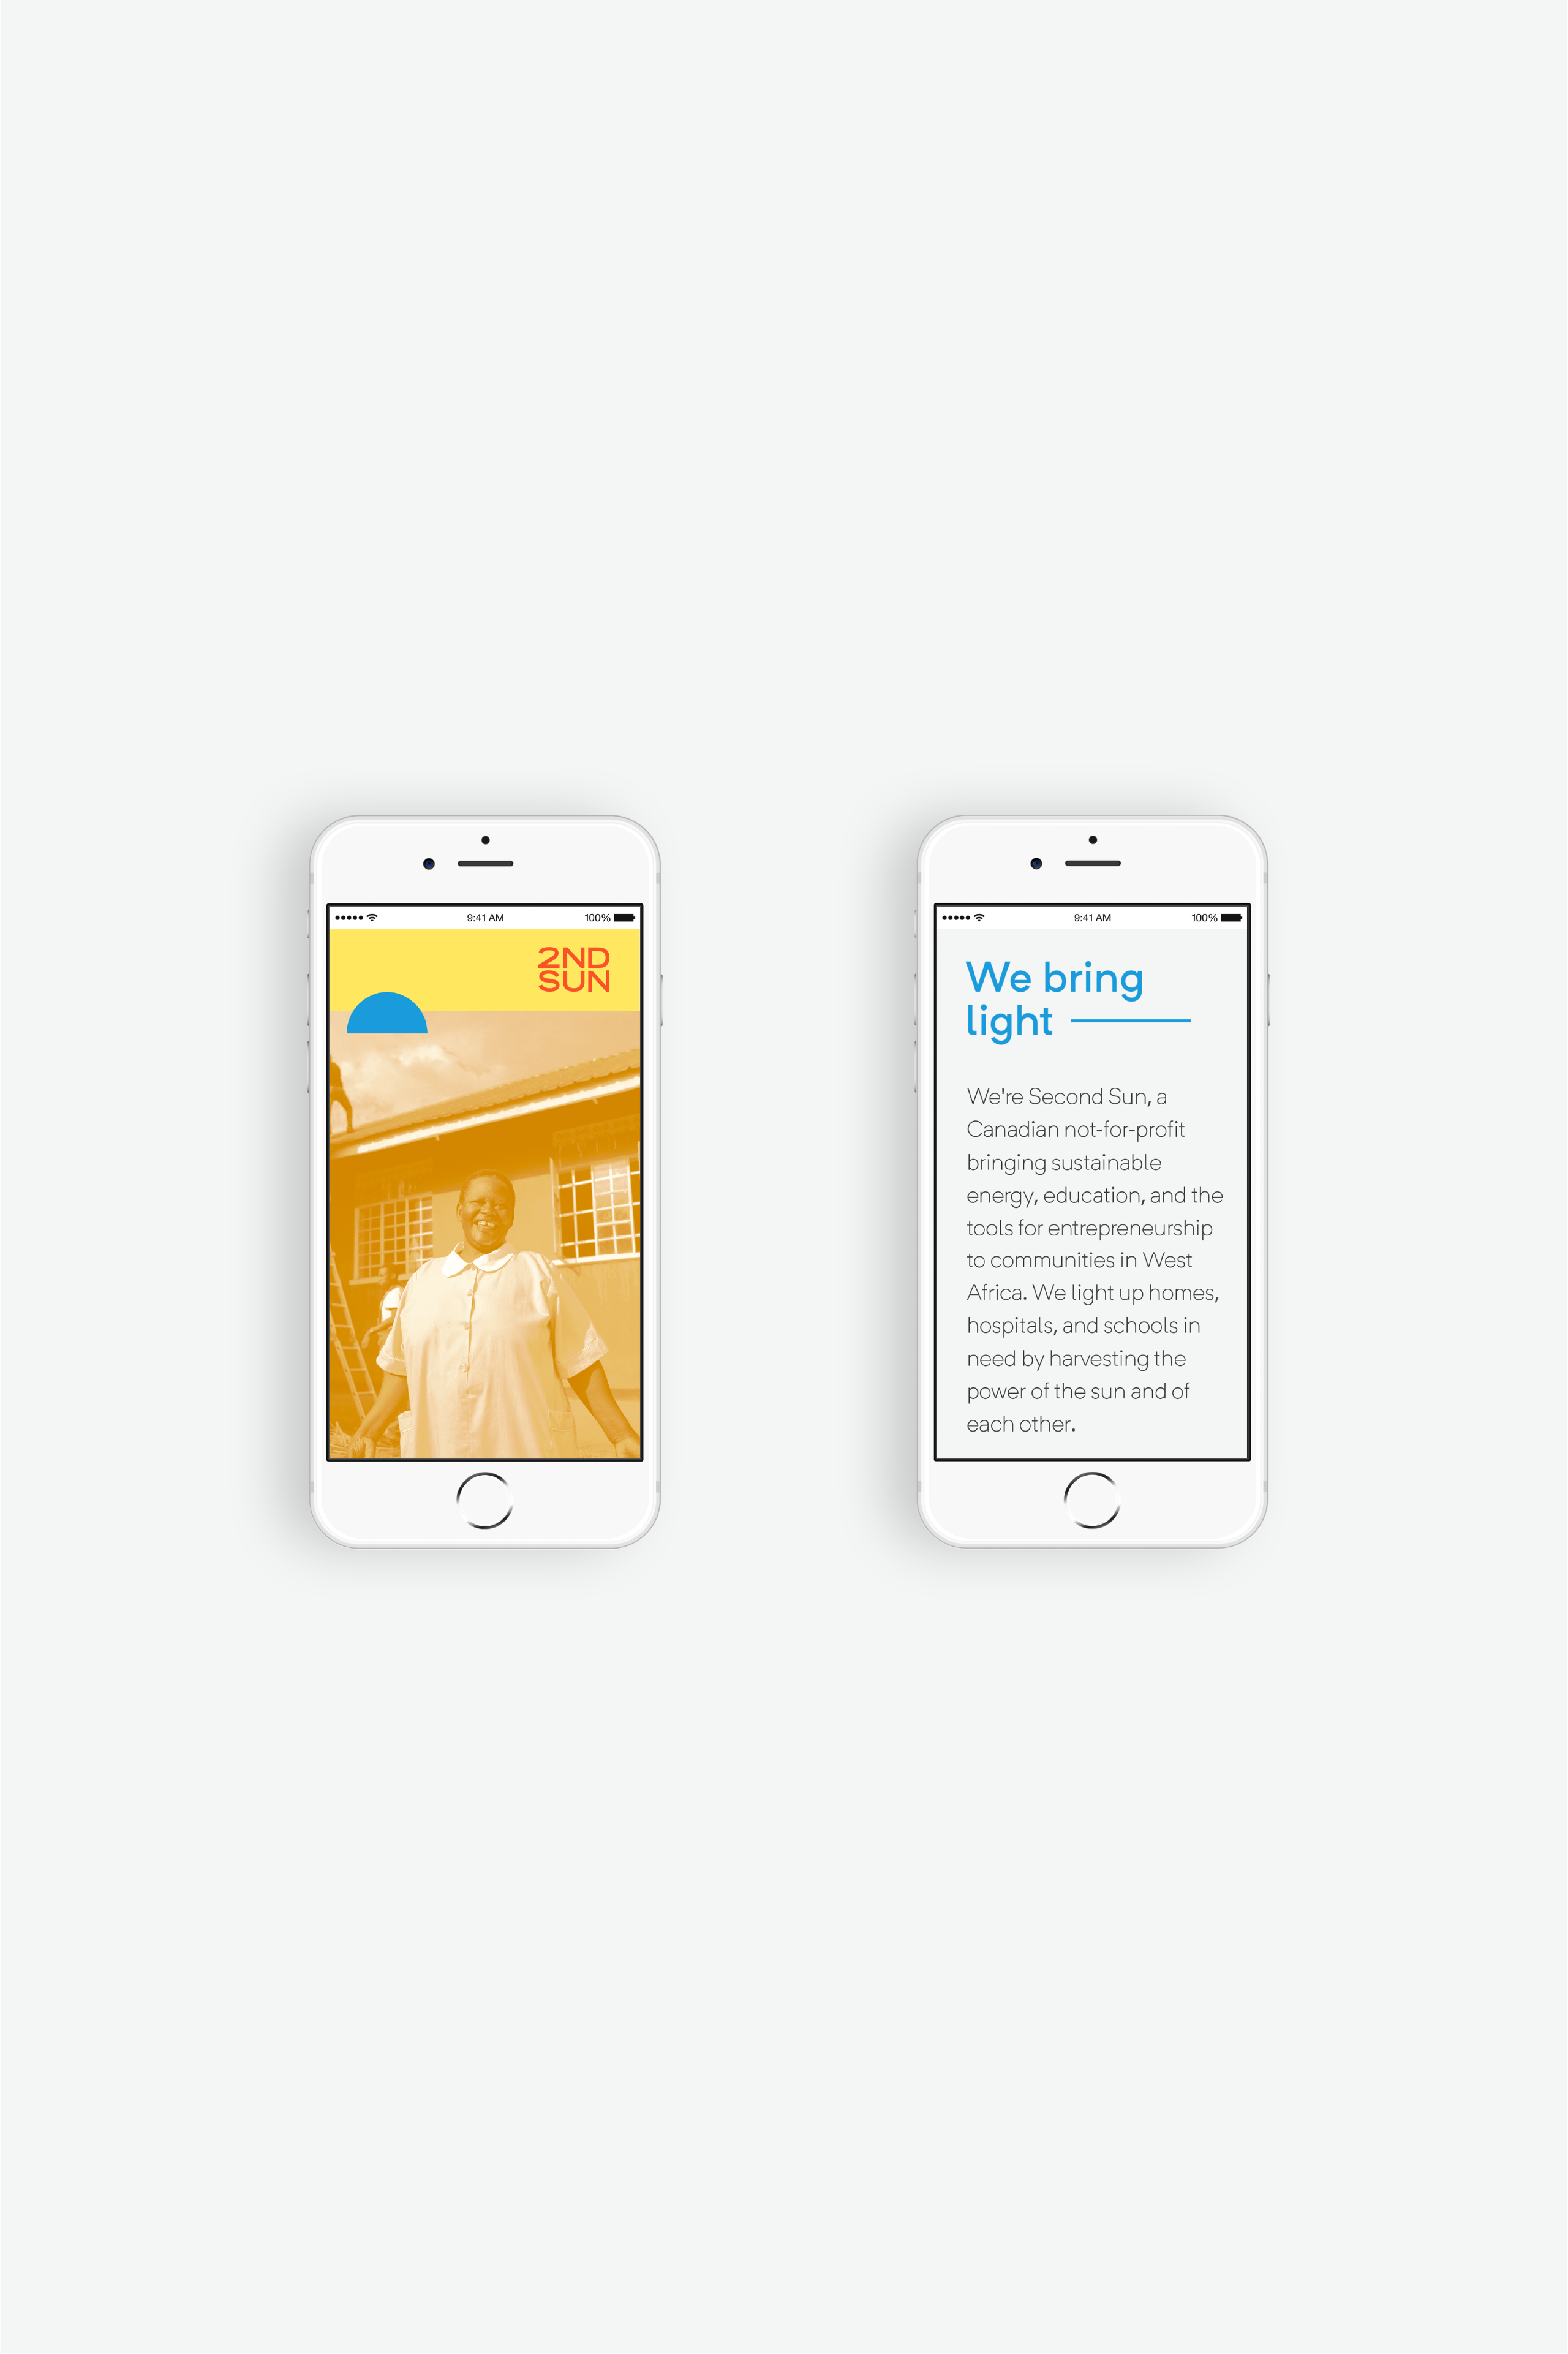 9:41 AM
100%
2ND
SUN
9:41 AM
100%
We bring
light
We're Second Sun, a
Canadian not-for-profit
bringing sustainable
energy, education, and the
tools for entrepreneurship
to communities in West
Africa. We light up homes,
hospitals, and schools in
need by harvesting the
power of the sun and of
each other.